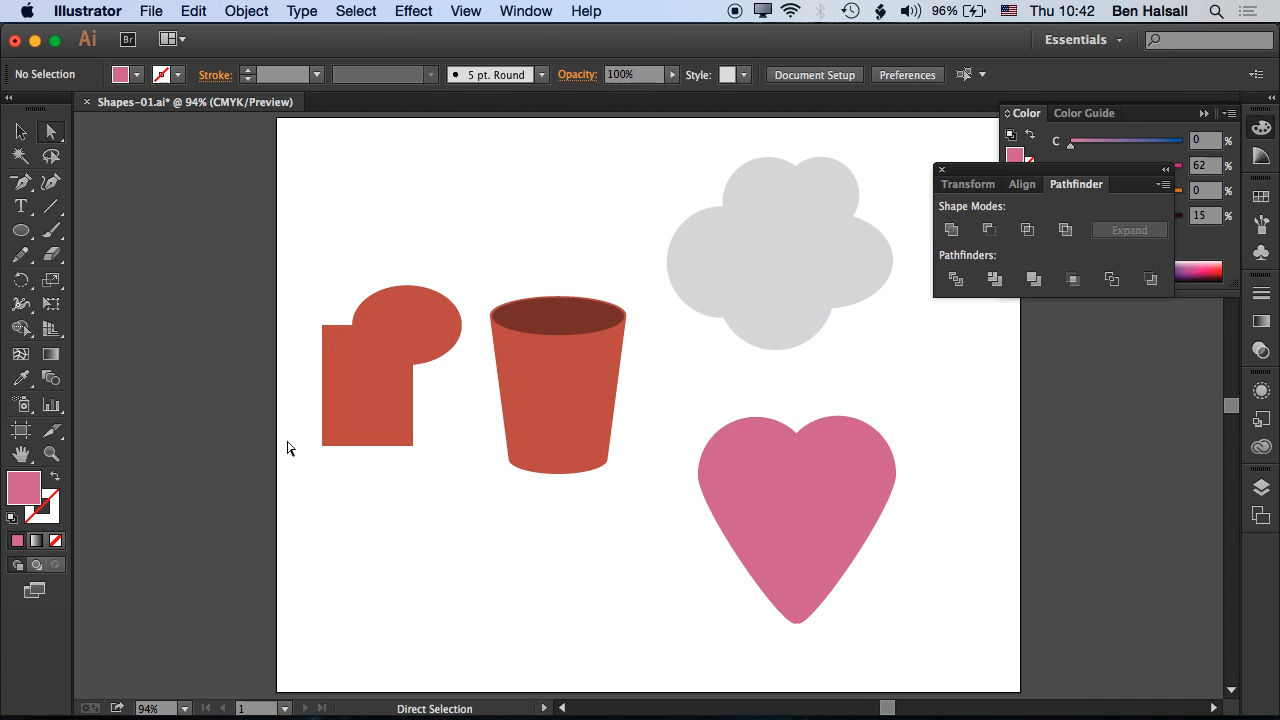 Illustrator File Edit Object Type Select Effect View Window Help 96% Thu 10:42 Ben Halsall
Ai Br Essentials
No Selection Stroke: 5 pt. Round Opacity: 100% Style: Document Setup Preferences
Shapes-01.ai* @ 94% (CMYK/Preview)
Color Color Guide
C 0 %
62 %
0 %
15 %
Transform Align Pathfinder
Shape Modes:
Expand
Pathfinders:
T
94% 1 Direct Selection